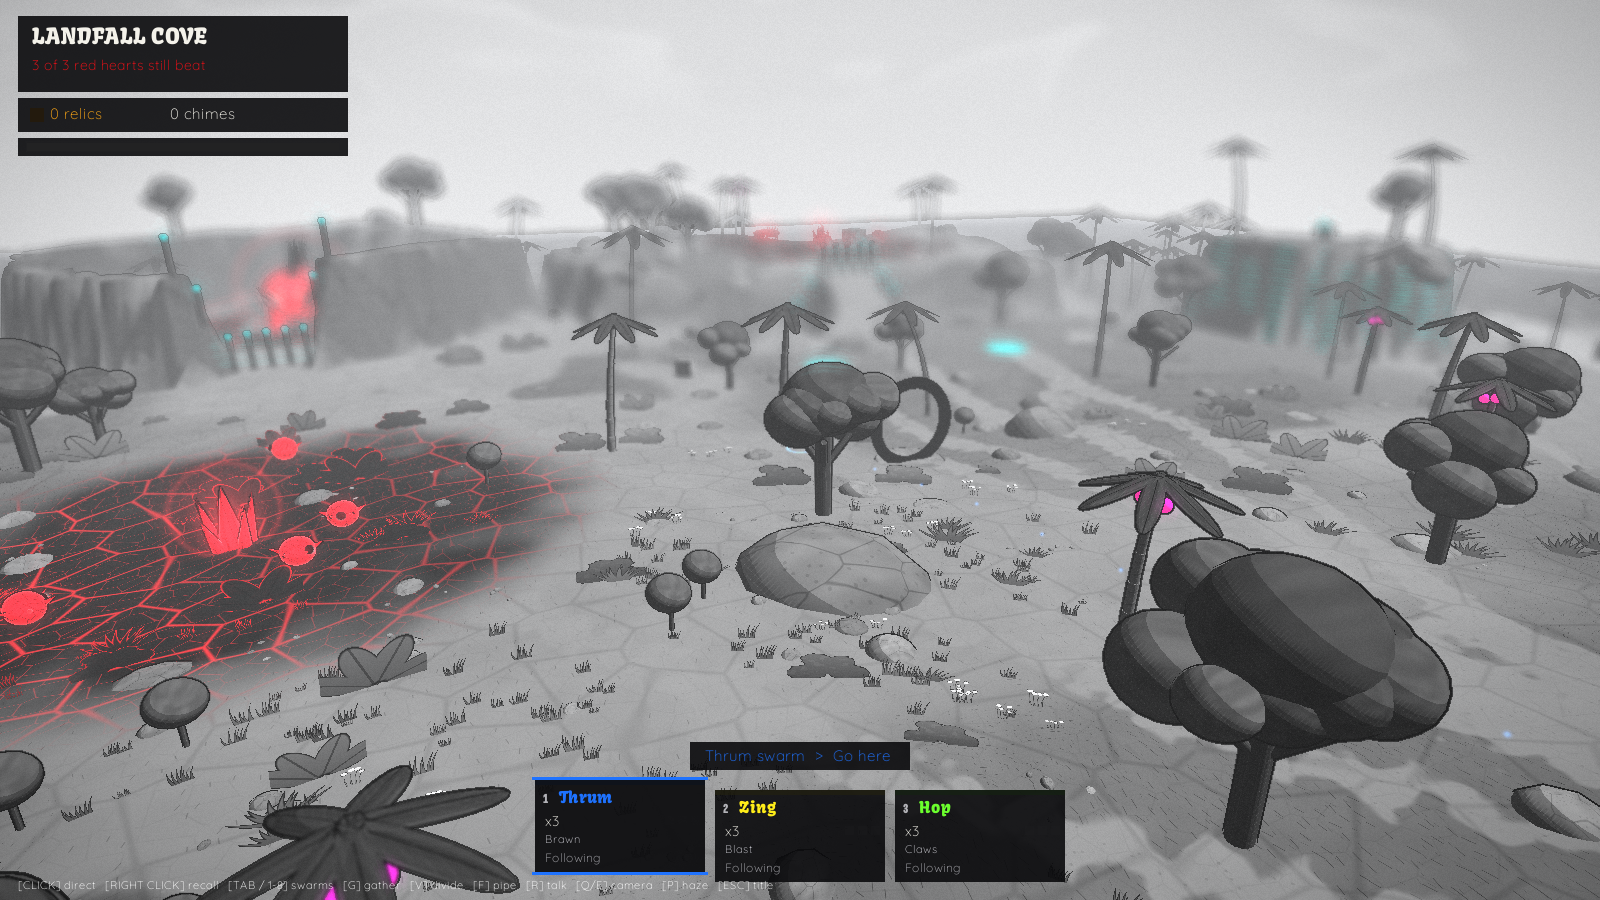 LANDFALL COVE
3 of 3 red hearts still beat
0 relics 0 chimes
Thrum swarm > Go here
1 Thrum
x3
Brawn
Following
2 Zing
x3
Blast
Following
3 Hop
x3
Claws
Following
[CLICK] direct [RIGHT CLICK] recall [TAB / 1-8] swarms [G] gather [V] divide [F] pipe [R] talk [Q/E] camera [P] haze [ESC] title